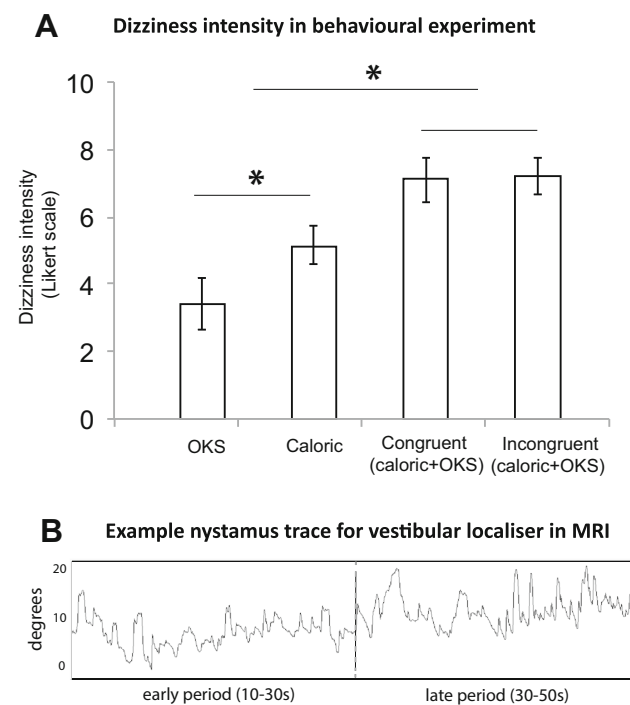 A
Dizziness intensity in behavioural experiment
*
*
10
8
6
4
2
0
Dizziness intensity
(Likert scale)
OKS
Caloric
Congruent
(caloric+OKS)
Incongruent
(caloric+OKS)
B
Example nystamus trace for vestibular localiser in MRI
20
10
0
degrees
early period (10-30s)
late period (30-50s)